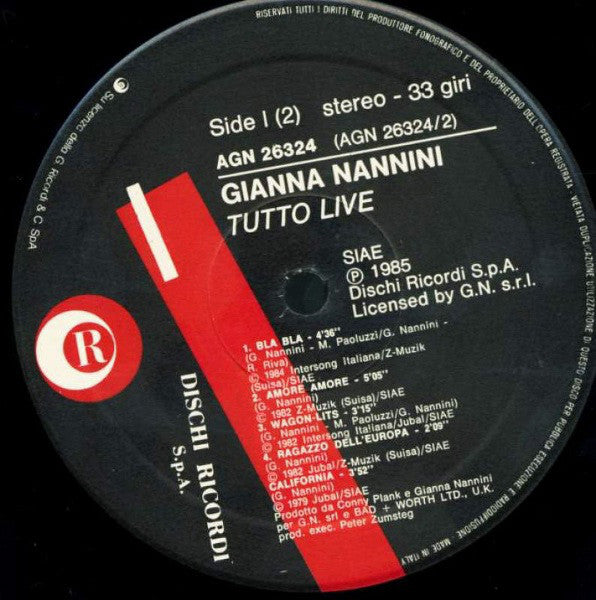 RISERVATI TUTTI I DIRITTI DEL PRODUTTORE FONOGRAFICO E DEL PROPRIETARIO DELL'OPERA REGISTRATA - VIETATA DUPLICAZIONE UTILIZZAZIONE DI QUESTO DISCO PER PUBBLICA ESECUZIONE E RADIODIFFUSIONE
MADE IN ITALY
Su licenza della G. Ricordi & C. SpA
Side I (2) stereo - 33 giri
AGN 26324 (AGN 26324/2)
GIANNA NANNINI
TUTTO LIVE
SIAE
℗ 1985
Dischi Ricordi S.p.A.
Licensed by G.N. s.r.l.
R
DISCHI RICORDI
S.p.A.
1. BLA BLA - 4'36''
(G. Nannini - M. Paoluzzi/G. Nannini -
R. Riva)
© 1984 Intersong Italiana/Z-Muzik
(Suisa)/SIAE
2. AMORE AMORE - 5'05''
(G. Nannini)
© 1982 Z-Muzik (Suisa)/SIAE
3. WAGON-LITS - 3'15''
(G. Nannini - M. Paoluzzi/G. Nannini)
© 1982 Intersong Italiana/Jubal/SIAE
4. RAGAZZO DELL'EUROPA - 2'09''
(G. Nannini)
© 1982 Jubal/Z-Muzik (Suisa)/SIAE
CALIFORNIA - 3'52''
(G. Nannini)
© 1979 Jubal/SIAE
Prodotto da Conny Plank e Gianna Nannini
per G.N. srl e BAD + WORTH LTD., U.K.
prod. exec. Peter Zumsteg